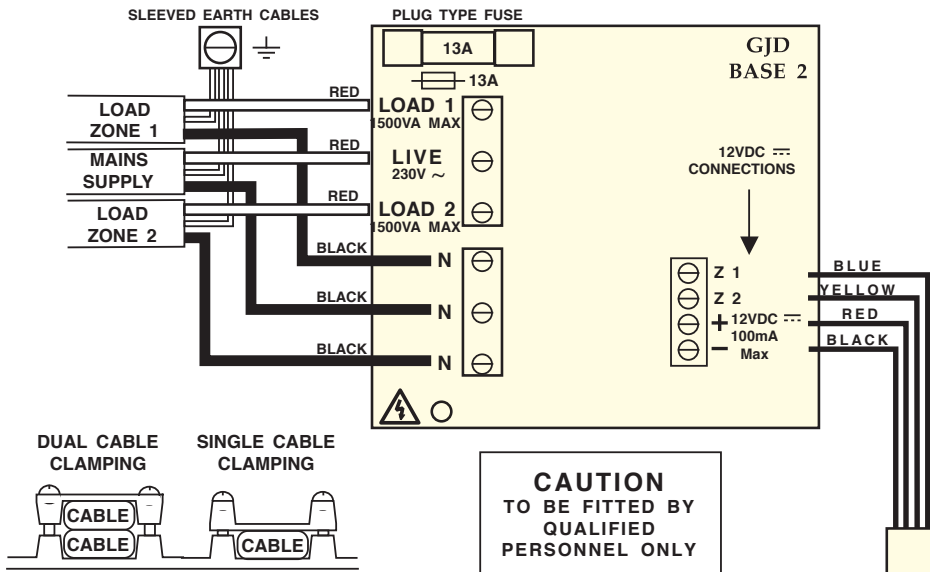 SLEEVED EARTH CABLES
PLUG TYPE FUSE
13A
13A
GJD
BASE 2
RED
LOAD 1
1500VA MAX
LOAD
ZONE 1
RED
LIVE
230V ~
MAINS
SUPPLY
RED
LOAD 2
1500VA MAX
LOAD
ZONE 2
12VDC ⎓
CONNECTIONS
BLACK
N
BLACK
N
BLACK
N
Z 1
BLUE
Z 2
YELLOW
+ 12VDC ⎓
RED
100mA
− Max
BLACK
DUAL CABLE
CLAMPING
CABLE
CABLE
SINGLE CABLE
CLAMPING
CABLE
CAUTION
TO BE FITTED BY
QUALIFIED
PERSONNEL ONLY